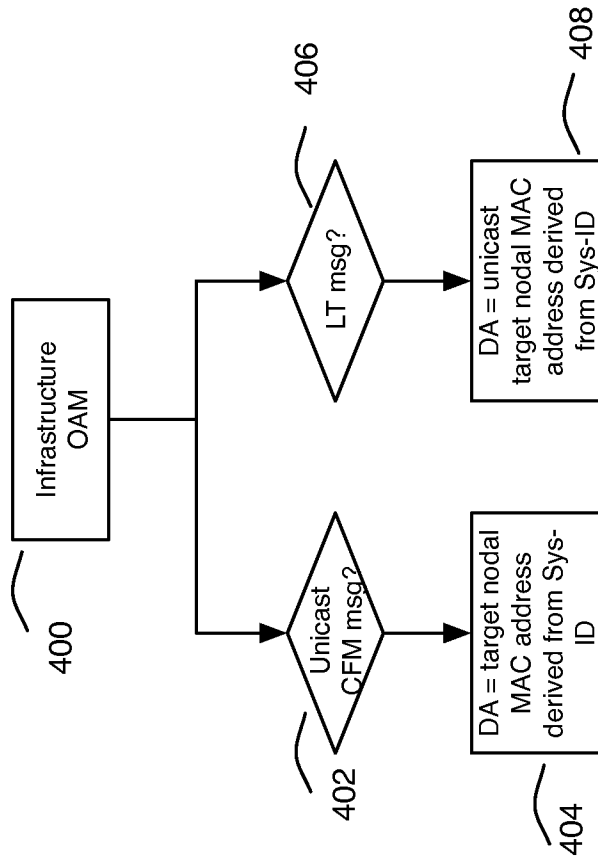 400
Infrastructure
OAM
402
Unicast
CFM msg?
406
LT msg?
404
DA = target nodal
MAC address
derived from Sys-
ID
408
DA = unicast
target nodal MAC
address derived
from Sys-ID